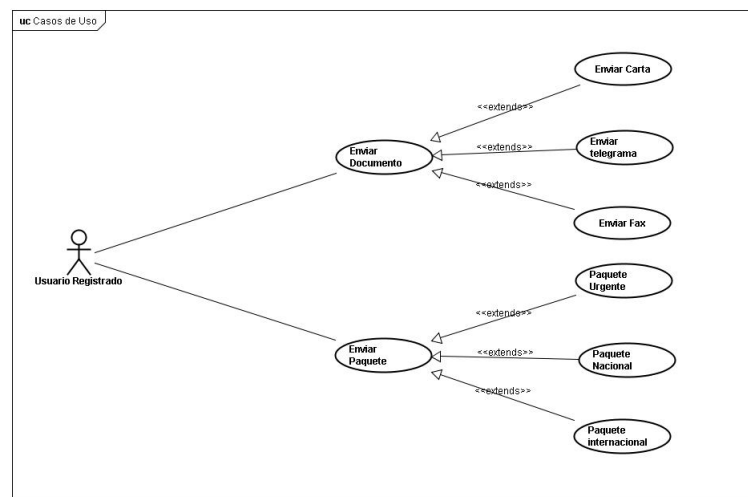 uc Casos de Uso
Enviar Carta
<<extends>>
Enviar
Documento
<<extends>>
Enviar
telegrama
<<extends>>
Enviar Fax
Usuario Registrado
Paquete
Urgente
<<extends>>
Enviar
Paquete
<<extends>>
Paquete
Nacional
<<extends>>
Paquete
internacional